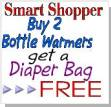 Smart Shopper
Buy 2
Bottle Warmers
get a
Diaper Bag
FREE